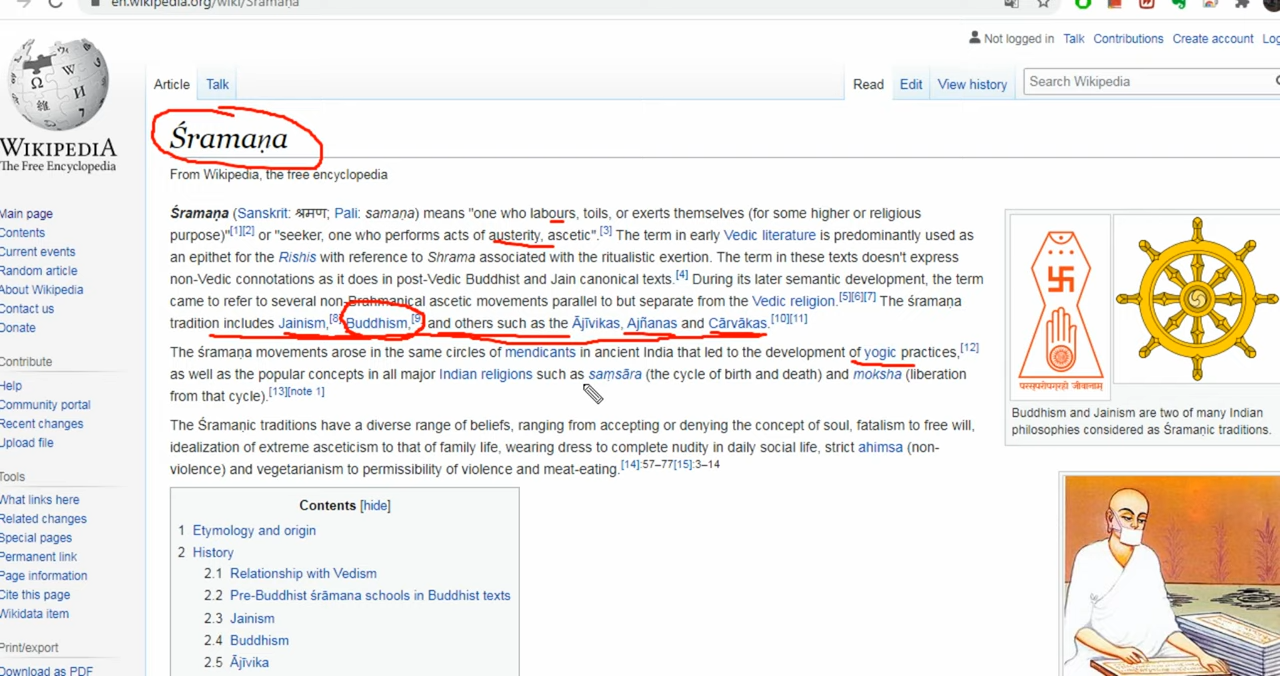 en.wikipedia.org/wiki/Śramaṇa
Not logged in Talk Contributions Create account Log
Article Talk Read Edit View history Search Wikipedia
WIKIPEDIA
The Free Encyclopedia
Śramaṇa
From Wikipedia, the free encyclopedia
Śramaṇa (Sanskrit: श्रमण; Pali: samaṇa) means "one who labours, toils, or exerts themselves (for some higher or religious
purpose)"[1][2] or "seeker, one who performs acts of austerity, ascetic".[3] The term in early Vedic literature is predominantly used as
an epithet for the Rishis with reference to Shrama associated with the ritualistic exertion. The term in these texts doesn't express
non-Vedic connotations as it does in post-Vedic Buddhist and Jain canonical texts.[4] During its later semantic development, the term
came to refer to several non-Brahmanical ascetic movements parallel to but separate from the Vedic religion.[5][6][7] The śramaṇa
tradition includes Jainism,[8] Buddhism,[9] and others such as the Ājīvikas, Ajñanas and Cārvākas.[10][11]
The śramaṇa movements arose in the same circles of mendicants in ancient India that led to the development of yogic practices,[12]
as well as the popular concepts in all major Indian religions such as saṃsāra (the cycle of birth and death) and moksha (liberation
from that cycle).[13][note 1]
The Śramaṇic traditions have a diverse range of beliefs, ranging from accepting or denying the concept of soul, fatalism to free will,
idealization of extreme asceticism to that of family life, wearing dress to complete nudity in daily social life, strict ahimsa (non-
violence) and vegetarianism to permissibility of violence and meat-eating.[14]:57–77[15]:3–14
Contents [hide]
1 Etymology and origin
2 History
2.1 Relationship with Vedism
2.2 Pre-Buddhist śrāmana schools in Buddhist texts
2.3 Jainism
2.4 Buddhism
2.5 Ājīvika
परस्परोपग्रहो जीवानाम्
Buddhism and Jainism are two of many Indian
philosophies considered as Śramaṇic traditions.
Main page
Contents
Current events
Random article
About Wikipedia
Contact us
Donate
Contribute
Help
Community portal
Recent changes
Upload file
Tools
What links here
Related changes
Special pages
Permanent link
Page information
Cite this page
Wikidata item
Print/export
Download as PDF